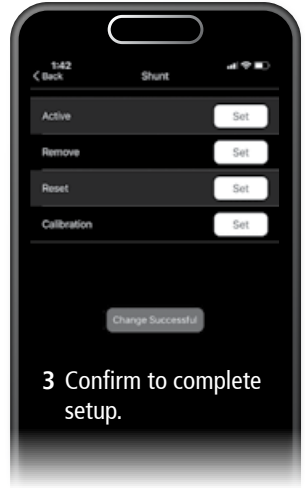 1:42
Back Shunt
Active Set
Remove Set
Reset Set
Calibration Set
Change Successful
3 Confirm to complete
setup.